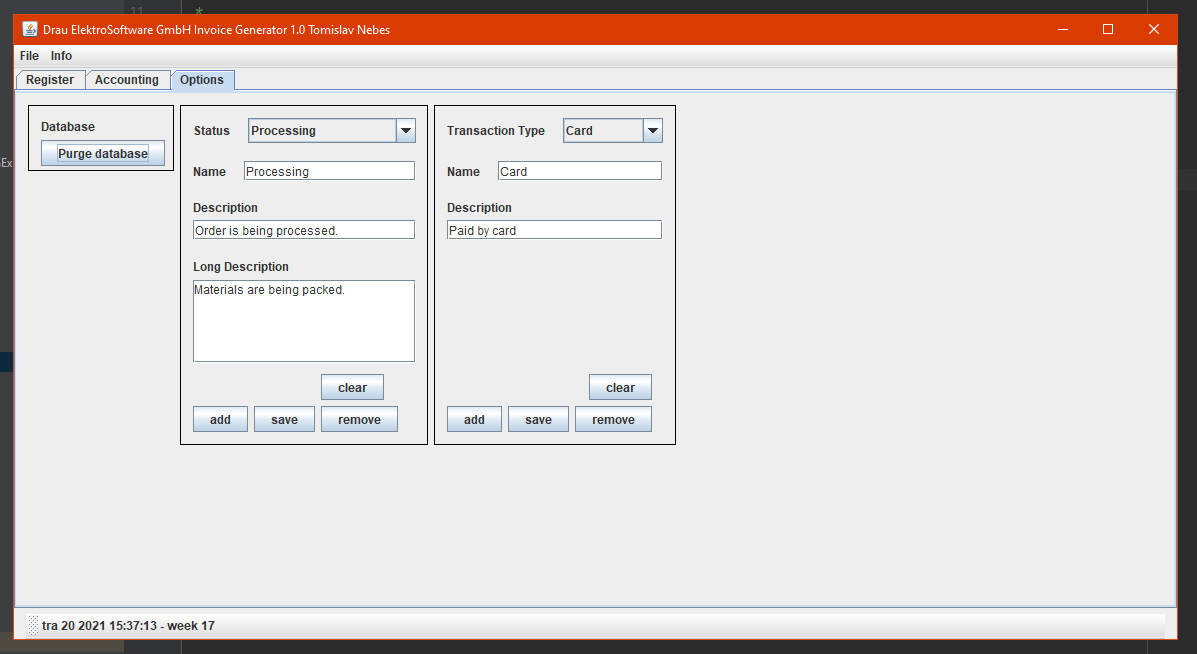 11 *
Drau ElektroSoftware GmbH Invoice Generator 1.0 Tomislav Nebes
File Info
Register Accounting Options
Database
Purge database
Status Processing
Name Processing
Description
Order is being processed.
Long Description
Materials are being packed.
clear
add save remove
Transaction Type Card
Name Card
Description
Paid by card
clear
add save remove
Ex
tra 20 2021 15:37:13 - week 17